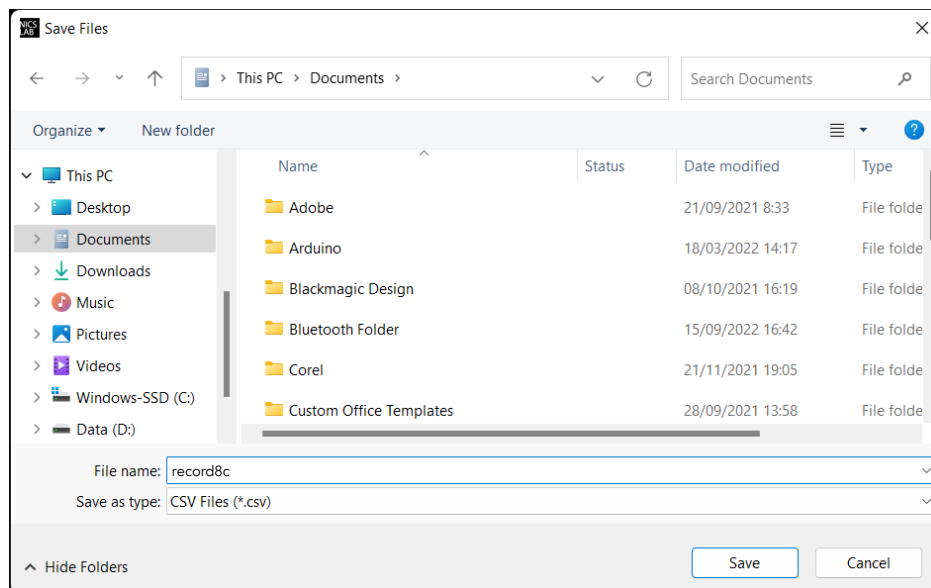 NICS
LAB
Save Files
This PC > Documents >
Search Documents
Organize
New folder
Name
Status
Date modified
Type
This PC
Desktop
Documents
Downloads
Music
Pictures
Videos
Windows-SSD (C:)
Data (D:)
Adobe 21/09/2021 8:33 File folde
Arduino 18/03/2022 14:17 File folde
Blackmagic Design 08/10/2021 16:19 File folde
Bluetooth Folder 15/09/2022 16:42 File folde
Corel 21/11/2021 19:05 File folde
Custom Office Templates 28/09/2021 13:58 File folde
File name: record8c
Save as type: CSV Files (*.csv)
Hide Folders
Save
Cancel